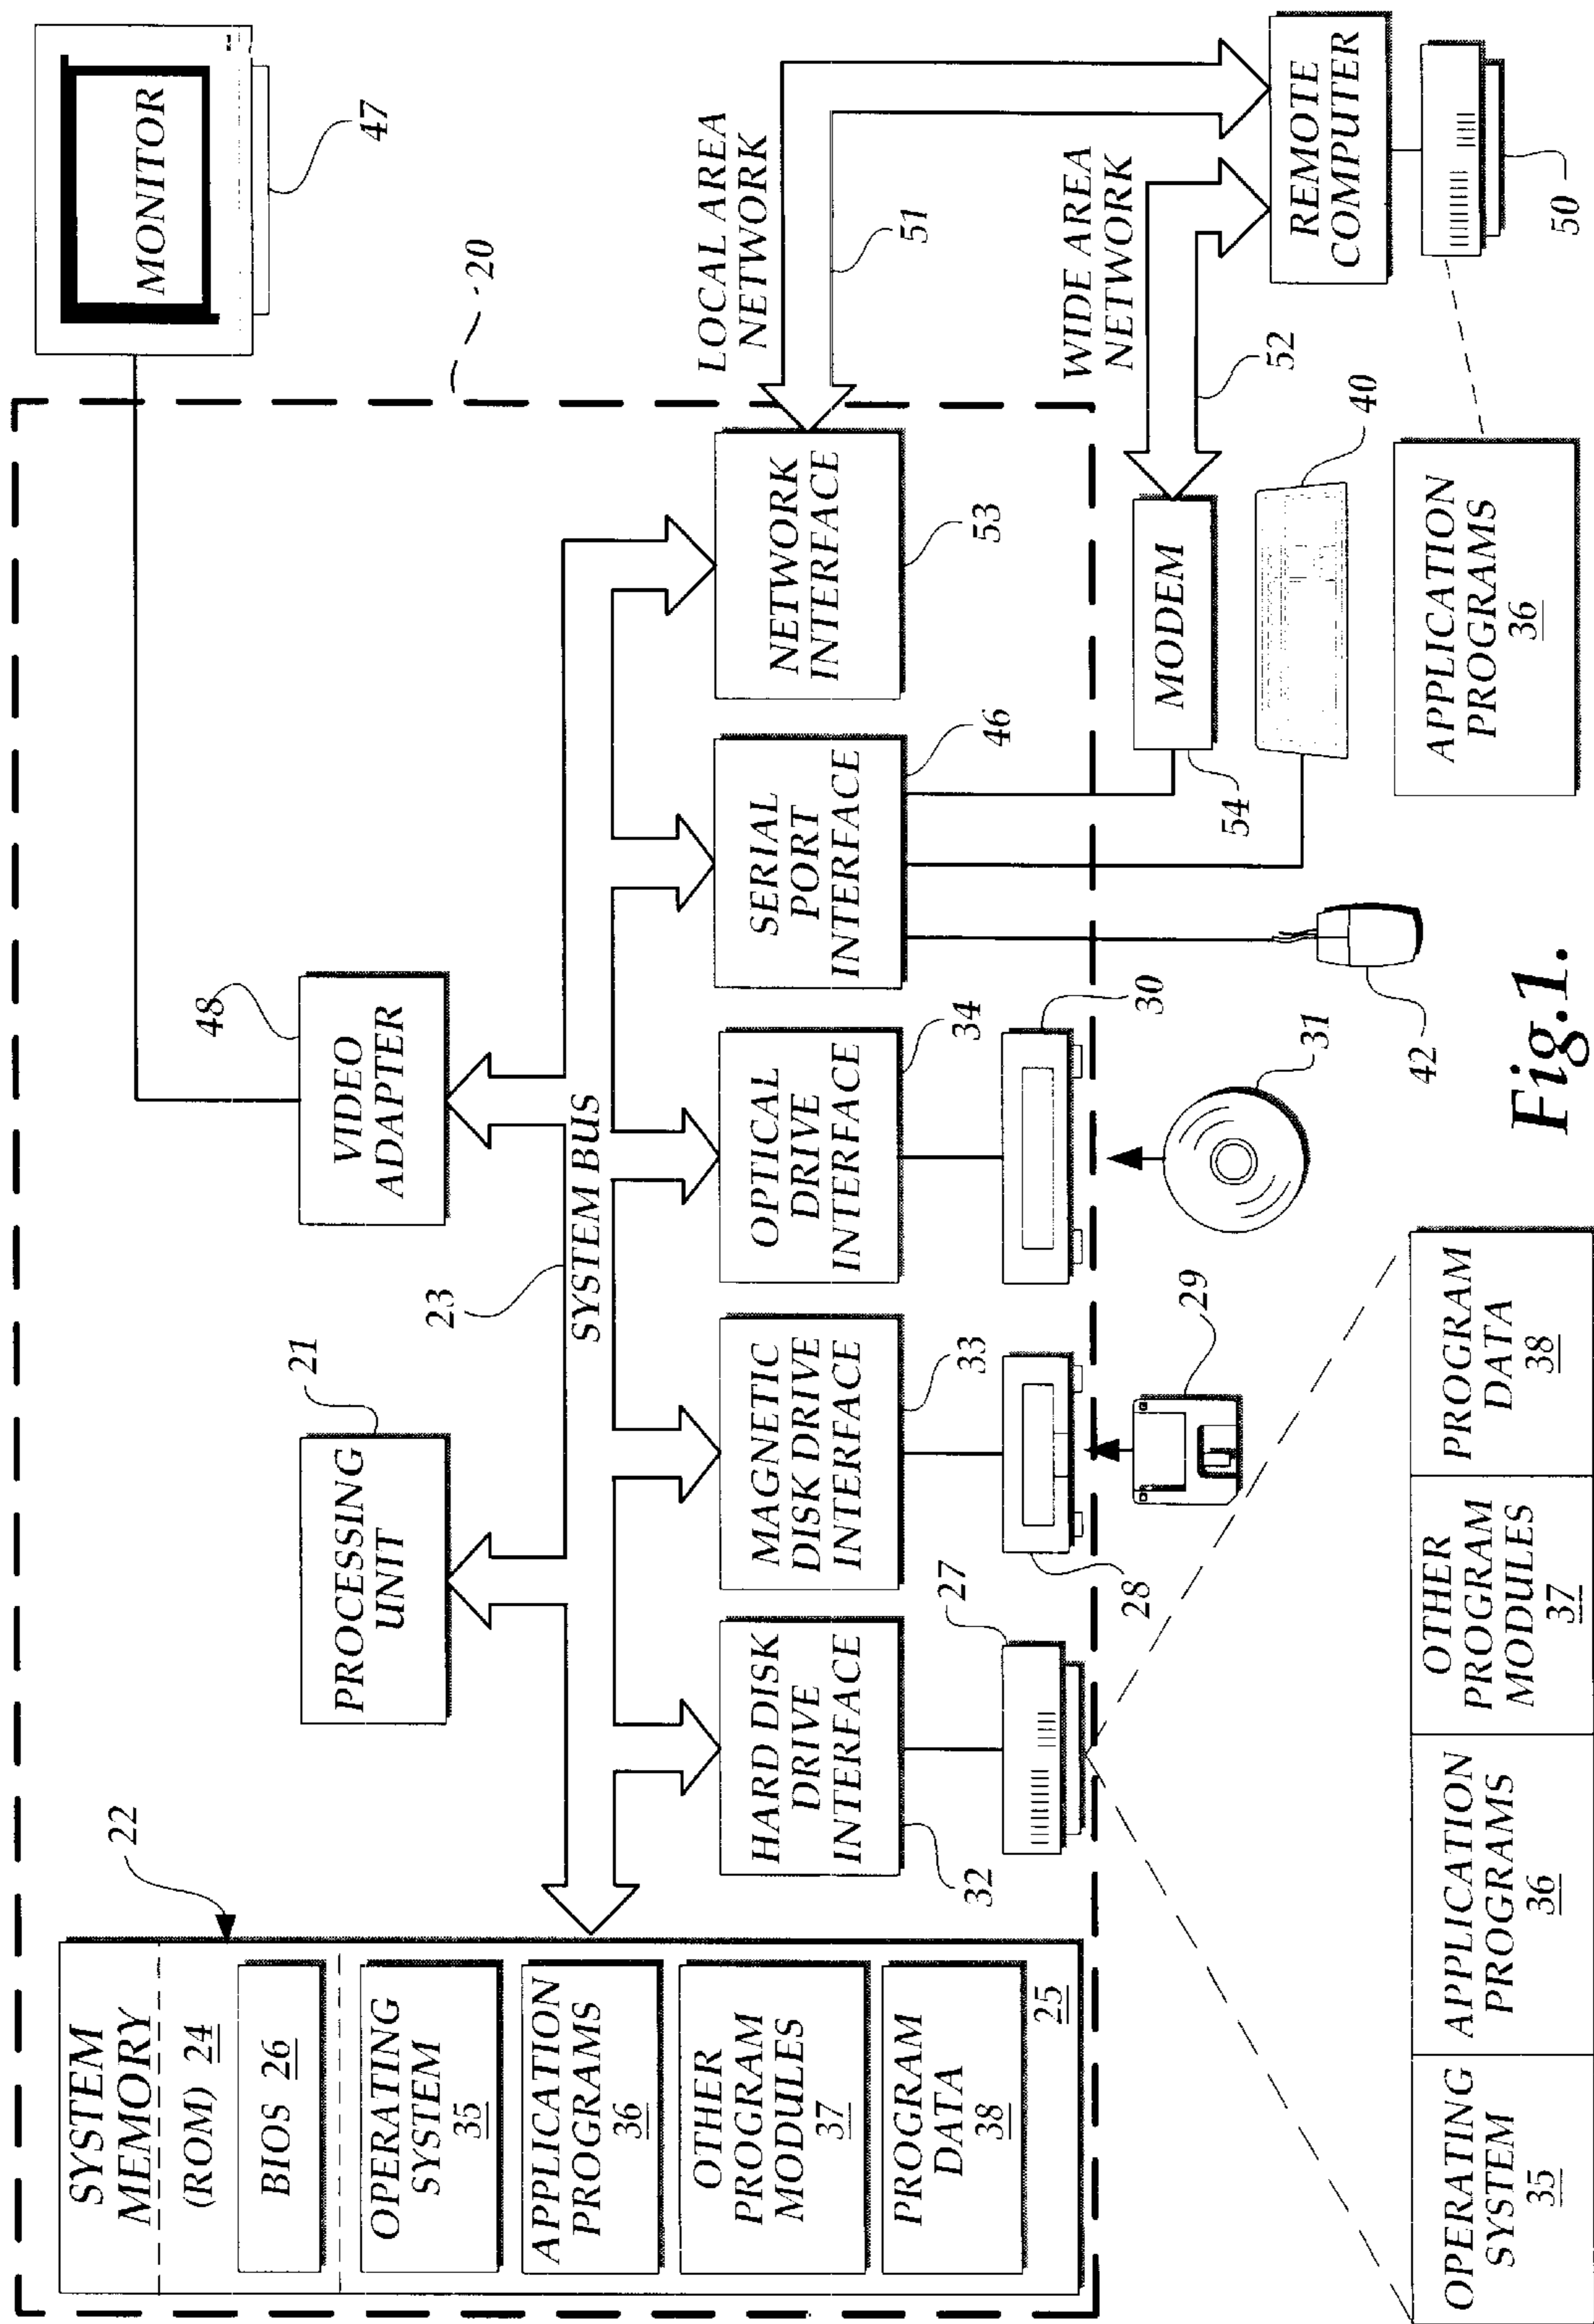 SYSTEM
MEMORY
(ROM) 24
BIOS 26
OPERATING
SYSTEM
35
APPLICATION
PROGRAMS
36
OTHER
PROGRAM
MODULES
37
PROGRAM
DATA
38
25
22
PROCESSING
UNIT
21
VIDEO
ADAPTER
48
MONITOR
47
20
23
SYSTEM BUS
HARD DISK
DRIVE
INTERFACE
32
MAGNETIC
DISK DRIVE
INTERFACE
33
OPTICAL
DRIVE
INTERFACE
34
SERIAL
PORT
INTERFACE
46
NETWORK
INTERFACE
53
LOCAL AREA
NETWORK
51
WIDE AREA
NETWORK
52
27
28
30
29
31
42
MODEM
54
40
REMOTE
COMPUTER
50
OPERATING
SYSTEM
35
APPLICATION
PROGRAMS
36
OTHER
PROGRAM
MODULES
37
PROGRAM
DATA
38
APPLICATION
PROGRAMS
36
Fig.1.